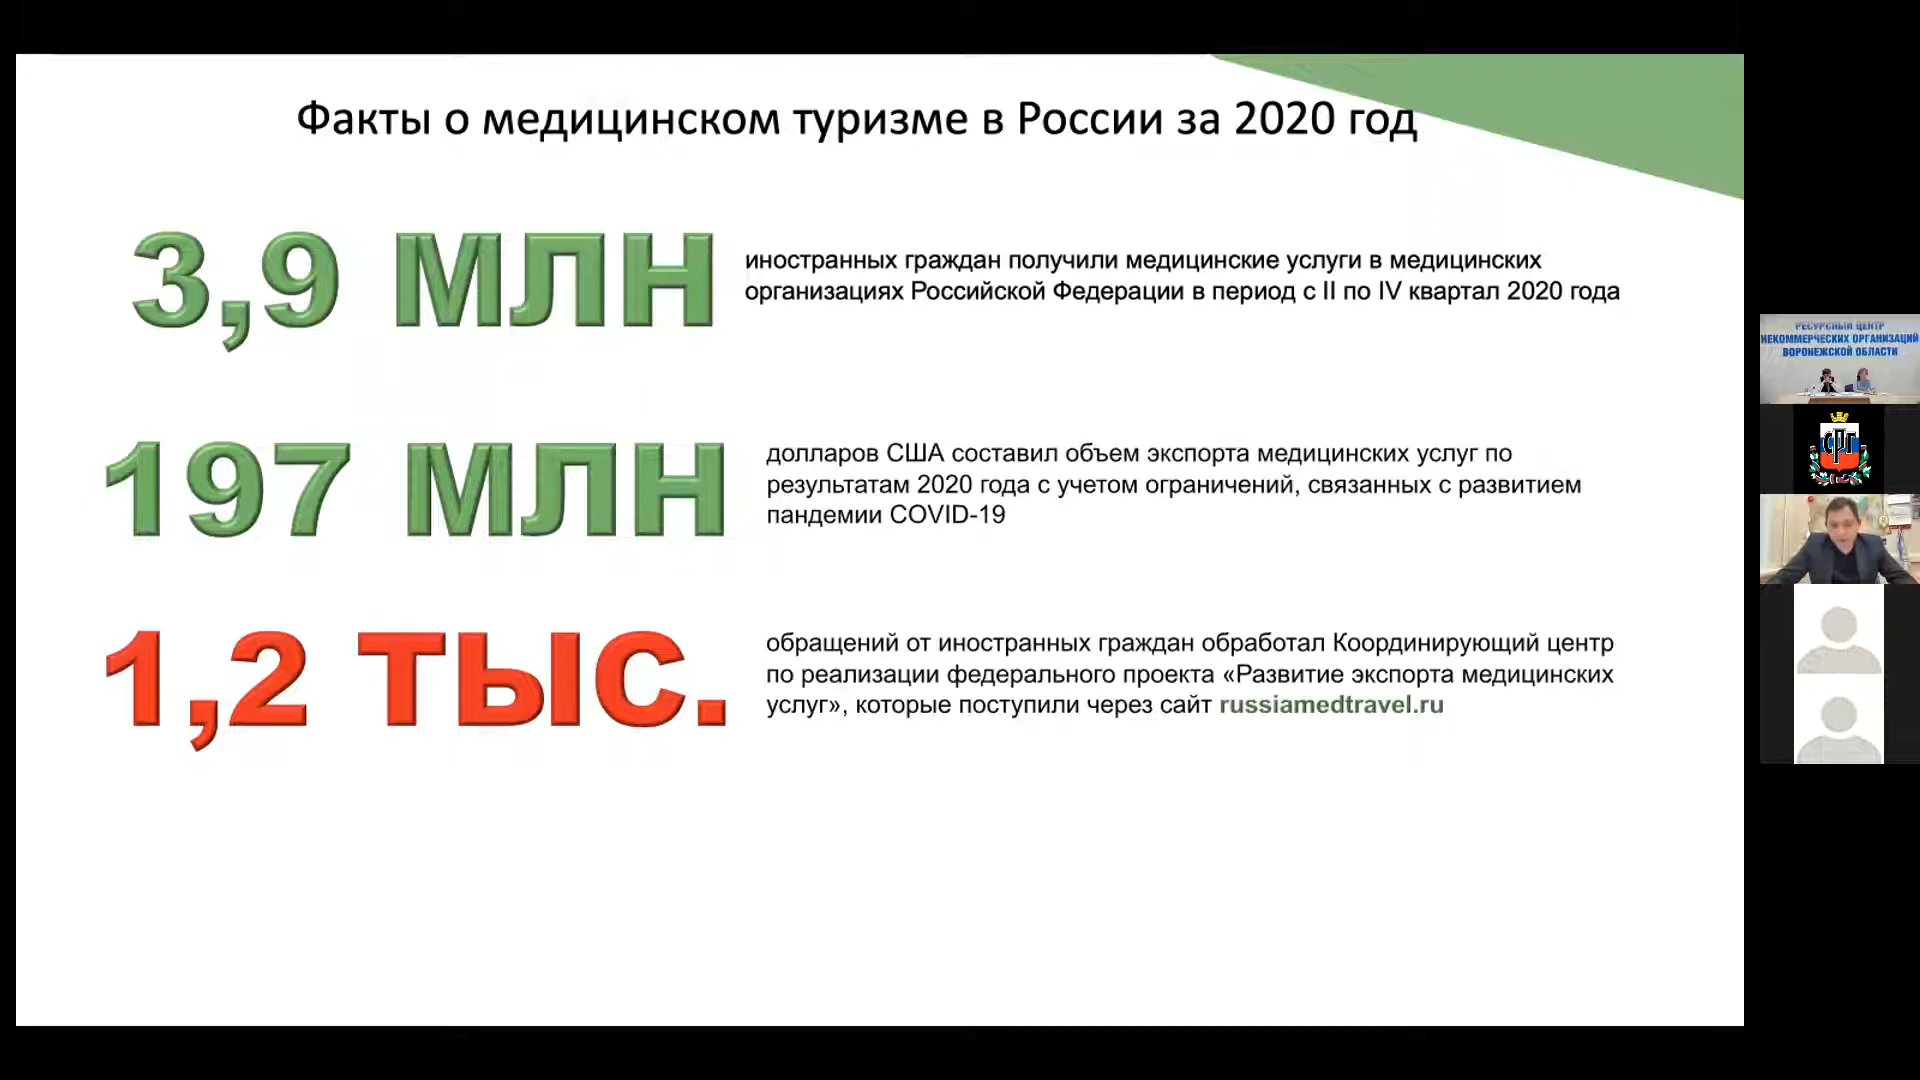 Факты о медицинском туризме в России за 2020 год
3,9 МЛН
иностранных граждан получили медицинские услуги в медицинских
организациях Российской Федерации в период с II по IV квартал 2020 года
197 МЛН
долларов США составил объем экспорта медицинских услуг по
результатам 2020 года с учетом ограничений, связанных с развитием
пандемии COVID-19
1,2 ТЫС.
обращений от иностранных граждан обработал Координирующий центр
по реализации федерального проекта «Развитие экспорта медицинских
услуг», которые поступили через сайт russiamedtravel.ru
РЕСУРСНЫЙ ЦЕНТР
НЕКОММЕРЧЕСКИХ ОРГАНИЗАЦИЙ
ВОРОНЕЖСКОЙ ОБЛАСТИ